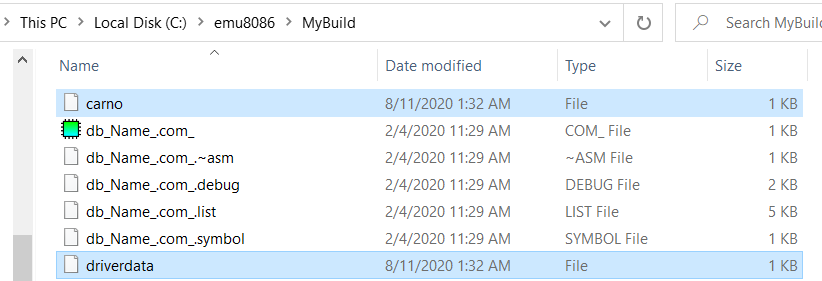 This PC > Local Disk (C:) > emu8086 > MyBuild
Search MyBuild
Name Date modified Type Size
carno 8/11/2020 1:32 AM File 1 KB
db_Name_.com_ 2/4/2020 11:29 AM COM_ File 1 KB
db_Name_.com_.~asm 2/4/2020 11:29 AM ~ASM File 1 KB
db_Name_.com_.debug 2/4/2020 11:29 AM DEBUG File 2 KB
db_Name_.com_.list 2/4/2020 11:29 AM LIST File 5 KB
db_Name_.com_.symbol 2/4/2020 11:29 AM SYMBOL File 1 KB
driverdata 8/11/2020 1:32 AM File 1 KB